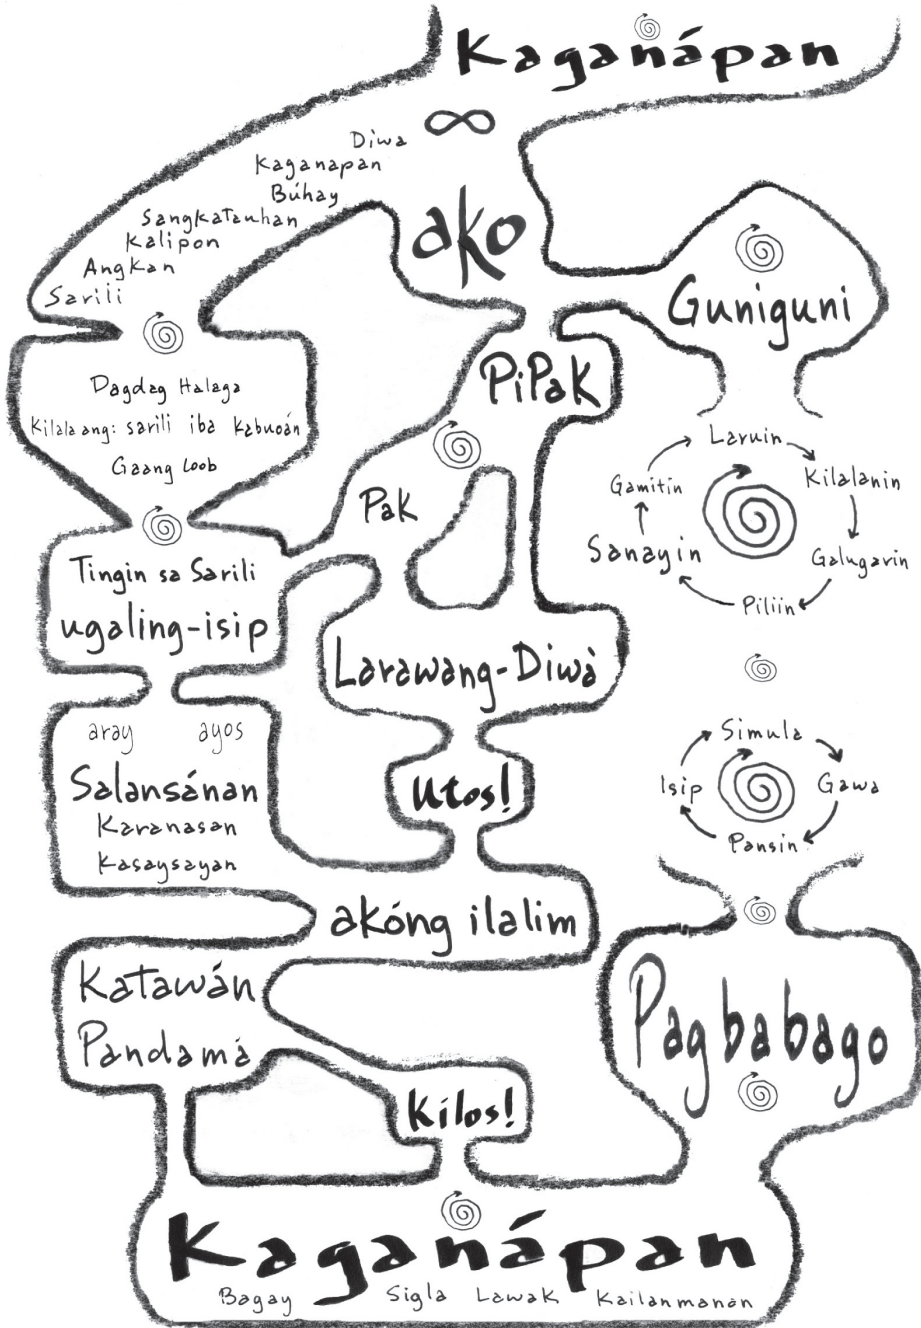 Kaganápan
∞
Diwa
Kaganapan
Búhay
Sangkatauhan
Kalipon
Angkan
Sarili
ako
Guniguni
PiPak
Dagdag Halaga
Kilala ang: sarili iba kabuoán
Gaang loob
Pak
Laruin
Kilalanin
Galugarin
Piliin
Sanayin
Gamitin
Tingin sa Sarili
ugaling-isip
Larawang-Diwà
aray ayos
Salansánan
Karanasan
Kasaysayan
Utos!
Simula
Gawa
Pansin
Isip
akóng ilalim
Katawán
Pandamá
Pagbabago
Kilos!
Kaganápan
Bagay Sigla Lawak Kailanmanan